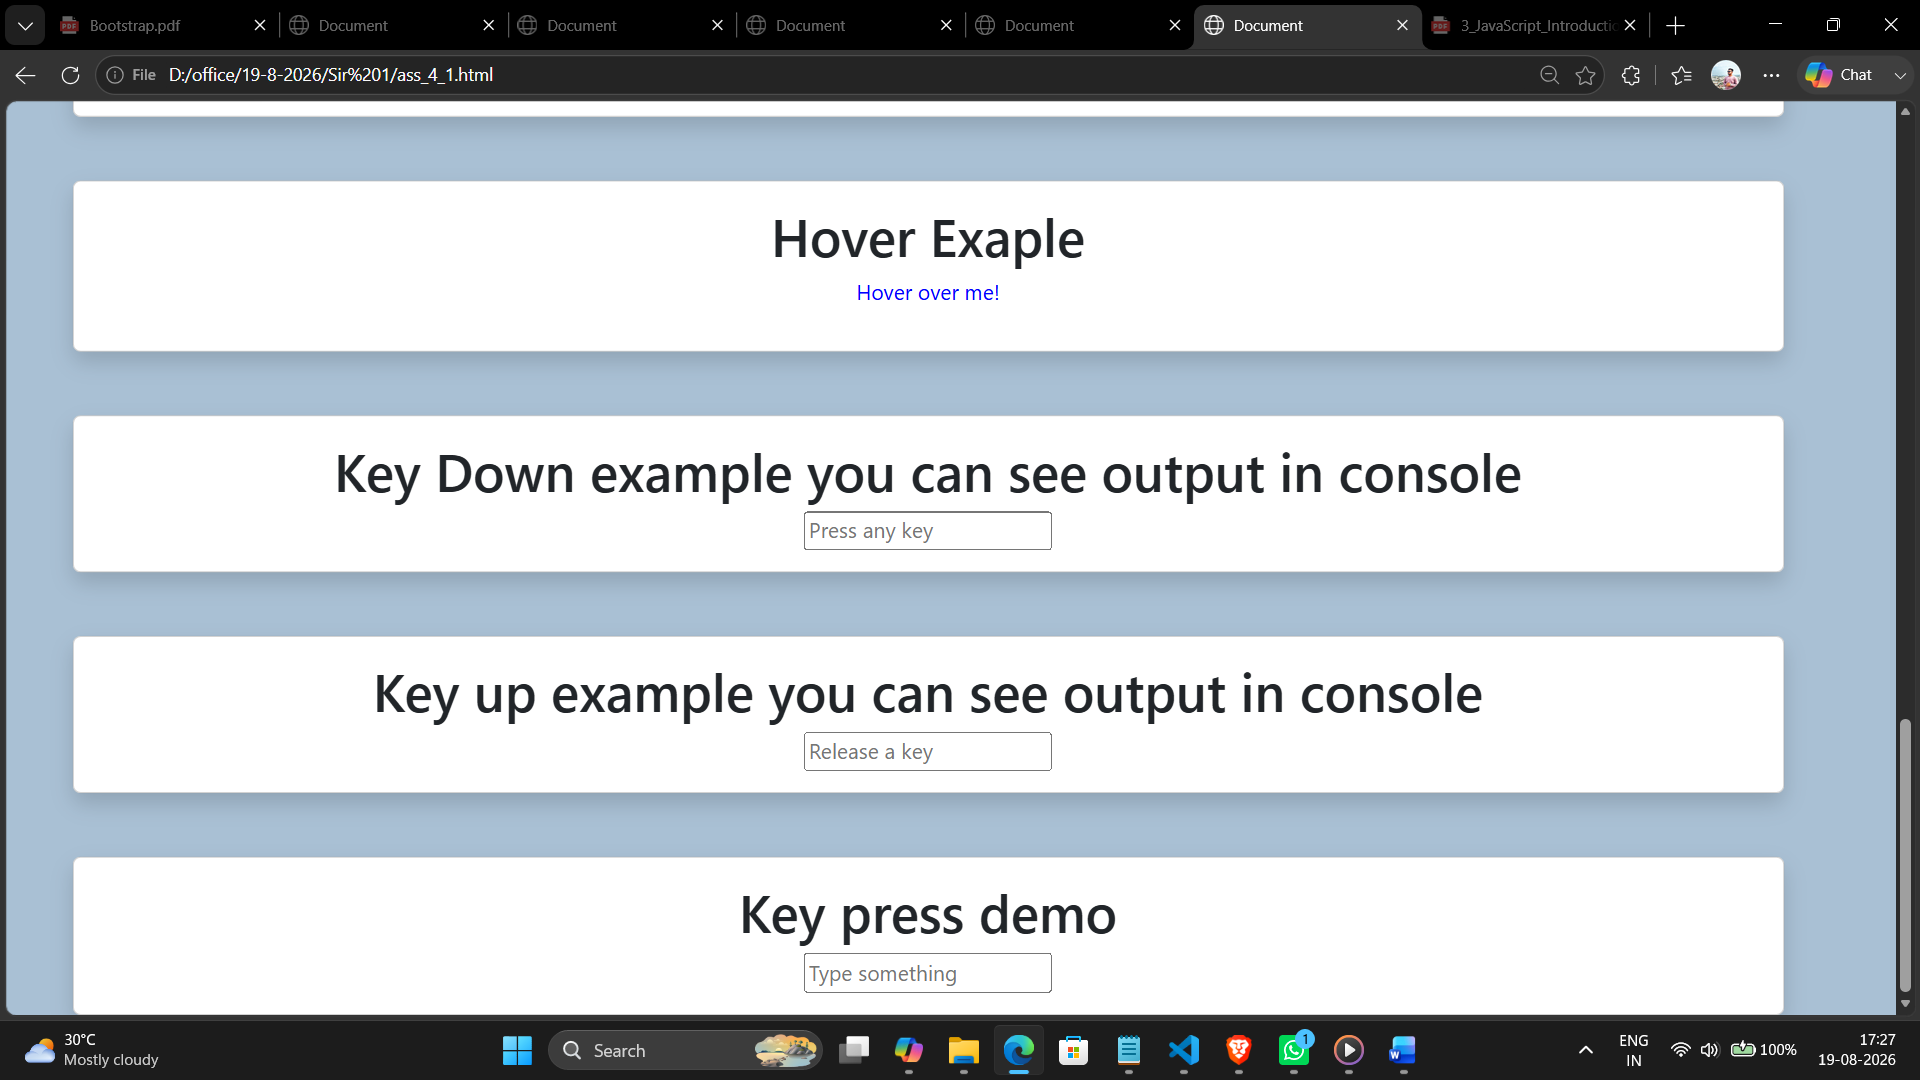 Bootstrap.pdf
Document
Document
Document
Document
Document
3_JavaScript_Introductio
File D:/office/19-8-2026/Sir%201/ass_4_1.html
Chat
Hover Exaple
Hover over me!
Key Down example you can see output in console
Press any key
Key up example you can see output in console
Release a key
Key press demo
Type something
30°C
Mostly cloudy
Search
1
ENG
IN
100%
17:27
19-08-2026